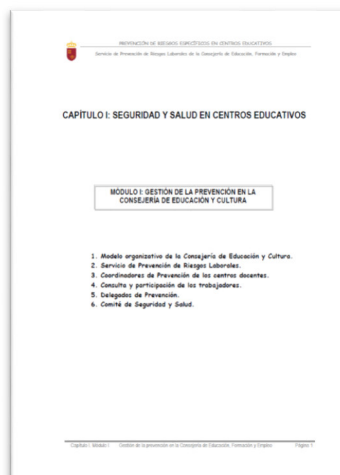 PREVENCIÓN DE RIESGOS ESPECÍFICOS EN CENTROS EDUCATIVOS
Servicio de Prevención de Riesgos Laborales de la Consejería de Educación, Formación y Empleo
CAPÍTULO I: SEGURIDAD Y SALUD EN CENTROS EDUCATIVOS
MÓDULO I: GESTIÓN DE LA PREVENCIÓN EN LA
CONSEJERÍA DE EDUCACIÓN Y CULTURA
1. Modelo organizativo de la Consejería de Educación y Cultura.
2. Servicio de Prevención de Riesgos Laborales.
3. Coordinadores de Prevención de los centros docentes.
4. Consulta y participación de los trabajadores.
5. Delegados de Prevención.
6. Comité de Seguridad y Salud.
Capítulo I. Módulo I Gestión de la prevención en la Consejería de Educación, Formación y Empleo Página 1